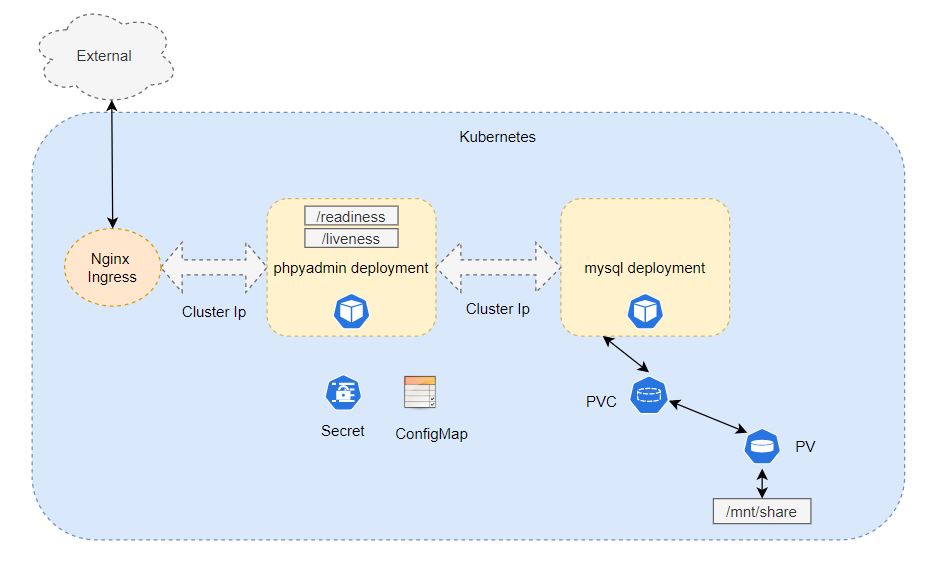 External
Kubernetes
/readiness
/liveness
Nginx
Ingress
phpyadmin deployment
mysql deployment
Cluster Ip
Cluster Ip
Secret
ConfigMap
PVC
PV
/mnt/share